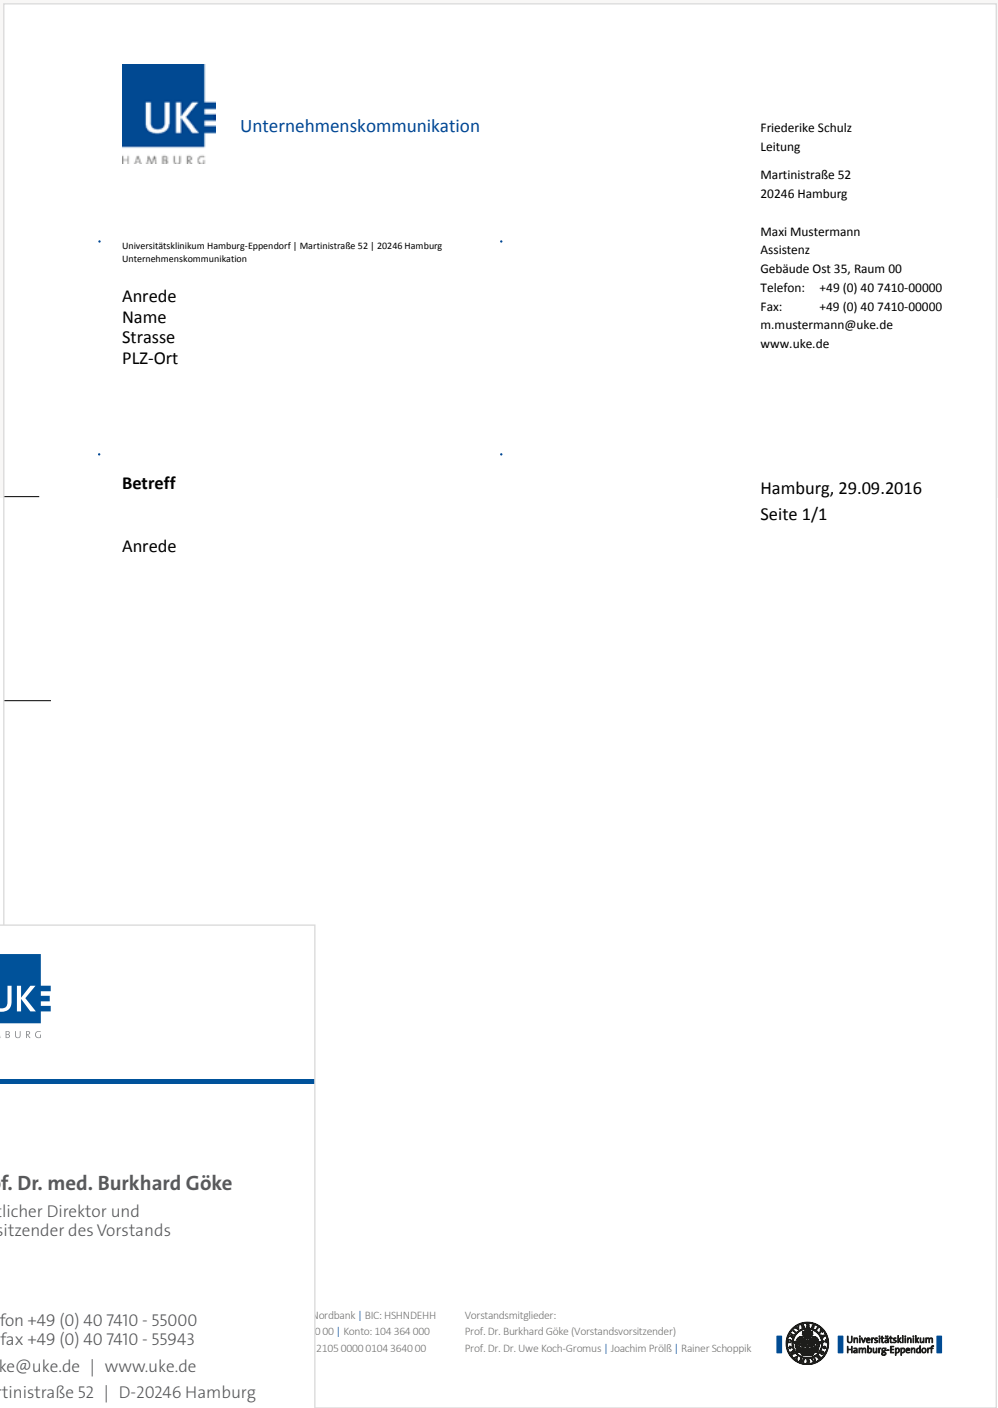 UKE
HAMBURG
Unternehmenskommunikation
Friederike Schulz
Leitung
Martinistraße 52
20246 Hamburg
Maxi Mustermann
Assistenz
Gebäude Ost 35, Raum 00
Telefon: +49 (0) 40 7410-00000
Fax: +49 (0) 40 7410-00000
m.mustermann@uke.de
www.uke.de
Universitätsklinikum Hamburg-Eppendorf | Martinistraße 52 | 20246 Hamburg
Unternehmenskommunikation
Anrede
Name
Strasse
PLZ-Ort
Betreff
Hamburg, 29.09.2016
Seite 1/1
Anrede
UKE
BURG
f. Dr. med. Burkhard Göke
tlicher Direktor und
sitzender des Vorstands
fon +49 (0) 40 7410 - 55000
fax +49 (0) 40 7410 - 55943
ke@uke.de | www.uke.de
rtinistraße 52 | D-20246 Hamburg
Nordbank | BIC: HSHNDEHH
0 00 | Konto: 104 364 000
2105 0000 0104 3640 00
Vorstandsmitglieder:
Prof. Dr. Burkhard Göke (Vorstandsvorsitzender)
Prof. Dr. Dr. Uwe Koch-Gromus | Joachim Prölß | Rainer Schoppik
Universitätsklinikum
Hamburg-Eppendorf